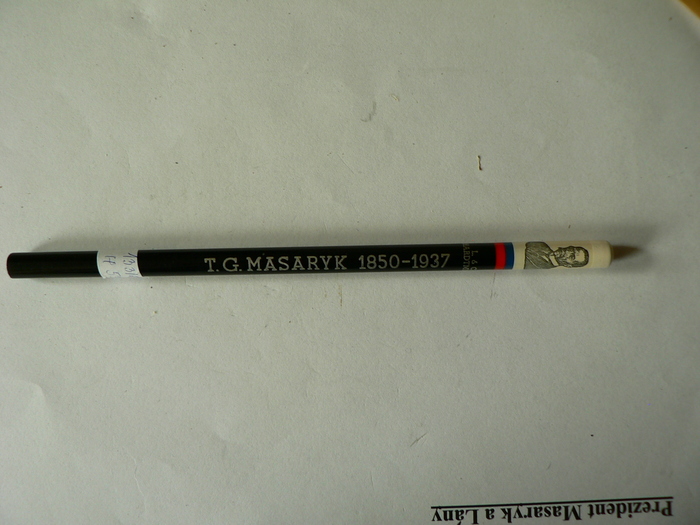 T. G. MASARYK 1850-1937
Prezident Masaryk a Lány